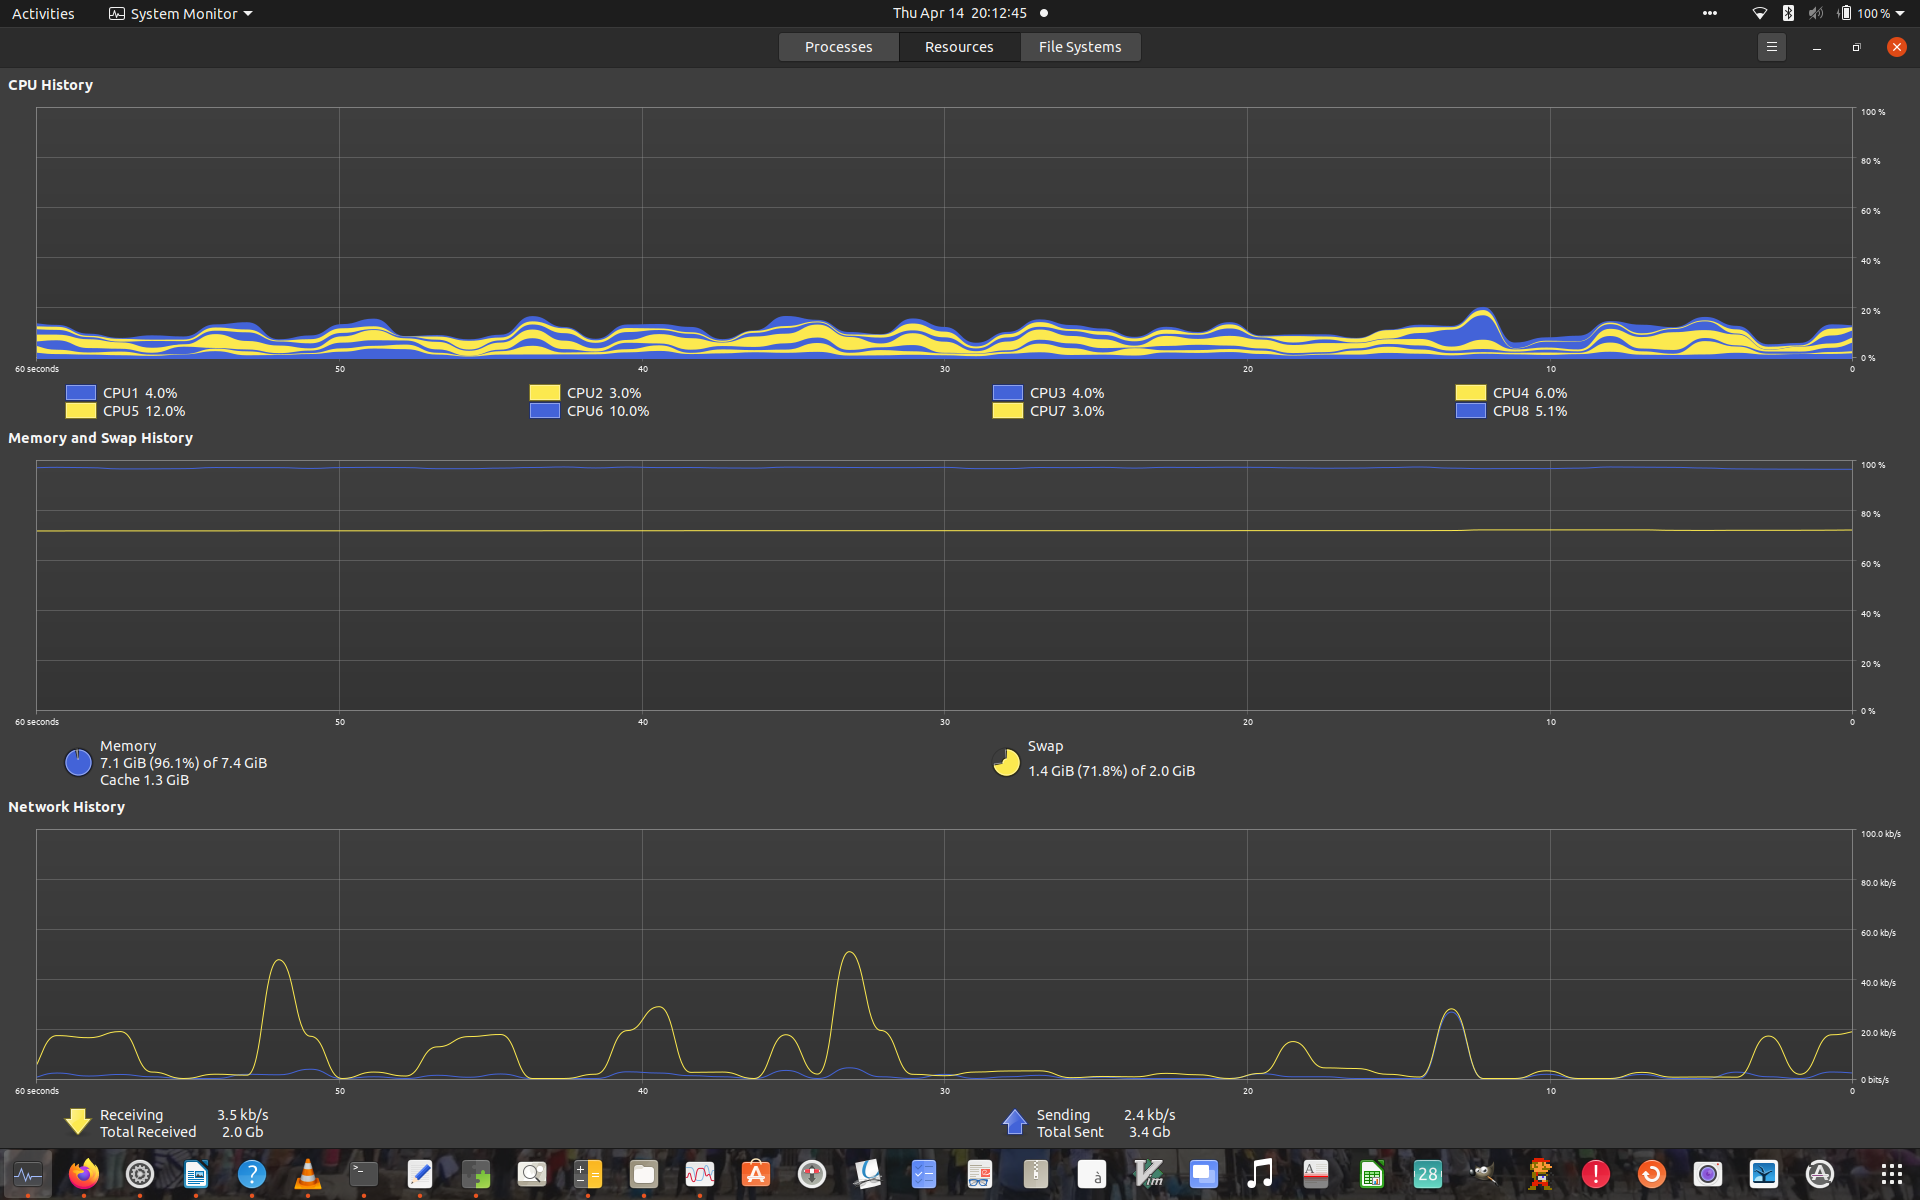 Activities System Monitor Thu Apr 14 20:12:45 100 %
Processes Resources File Systems
CPU History
100 %
80 %
60 %
40 %
20 %
0 %
60 seconds 50 40 30 20 10 0
CPU1 4.0% CPU2 3.0% CPU3 4.0% CPU4 6.0%
CPU5 12.0% CPU6 10.0% CPU7 3.0% CPU8 5.1%
Memory and Swap History
100 %
80 %
60 %
40 %
20 %
0 %
60 seconds 50 40 30 20 10 0
Memory
7.1 GiB (96.1%) of 7.4 GiB
Cache 1.3 GiB
Swap
1.4 GiB (71.8%) of 2.0 GiB
Network History
100.0 kb/s
80.0 kb/s
60.0 kb/s
40.0 kb/s
20.0 kb/s
0 bits/s
60 seconds 50 40 30 20 10 0
Receiving 3.5 kb/s
Total Received 2.0 Gb
Sending 2.4 kb/s
Total Sent 3.4 Gb
? >_ à Vim A 28 !